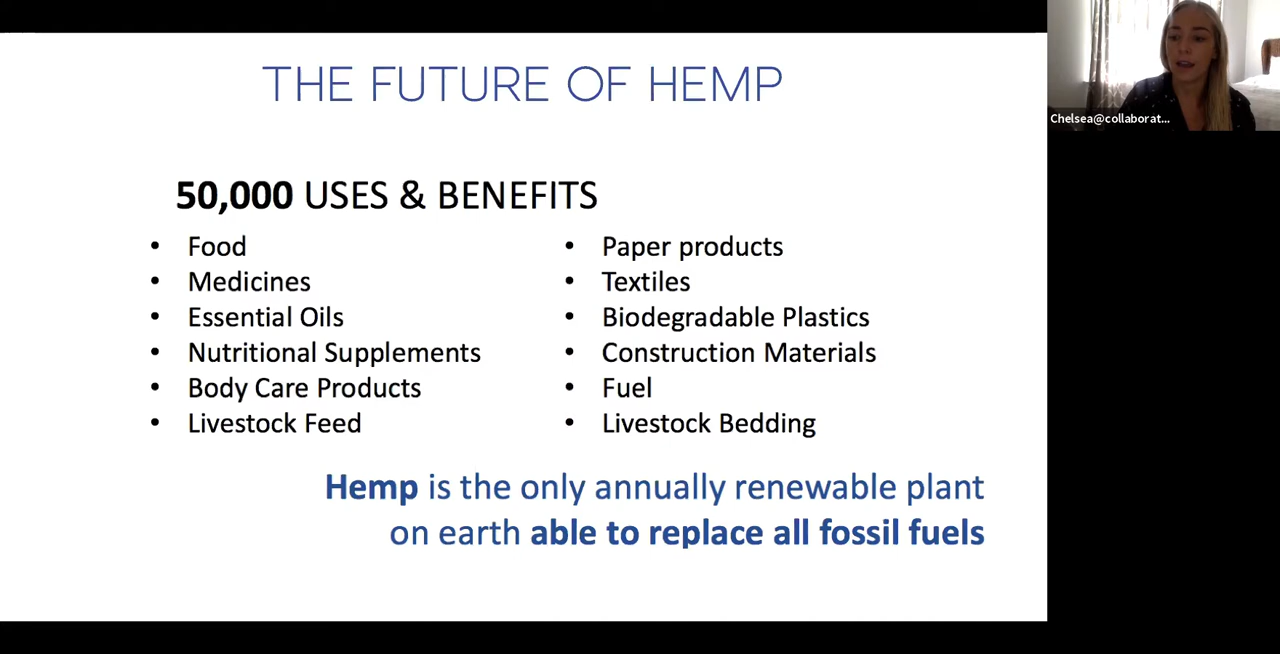 THE FUTURE OF HEMP
Chelsea@collaborat...
50,000 USES & BENEFITS
• Food
• Medicines
• Essential Oils
• Nutritional Supplements
• Body Care Products
• Livestock Feed
• Paper products
• Textiles
• Biodegradable Plastics
• Construction Materials
• Fuel
• Livestock Bedding
Hemp is the only annually renewable plant
on earth able to replace all fossil fuels